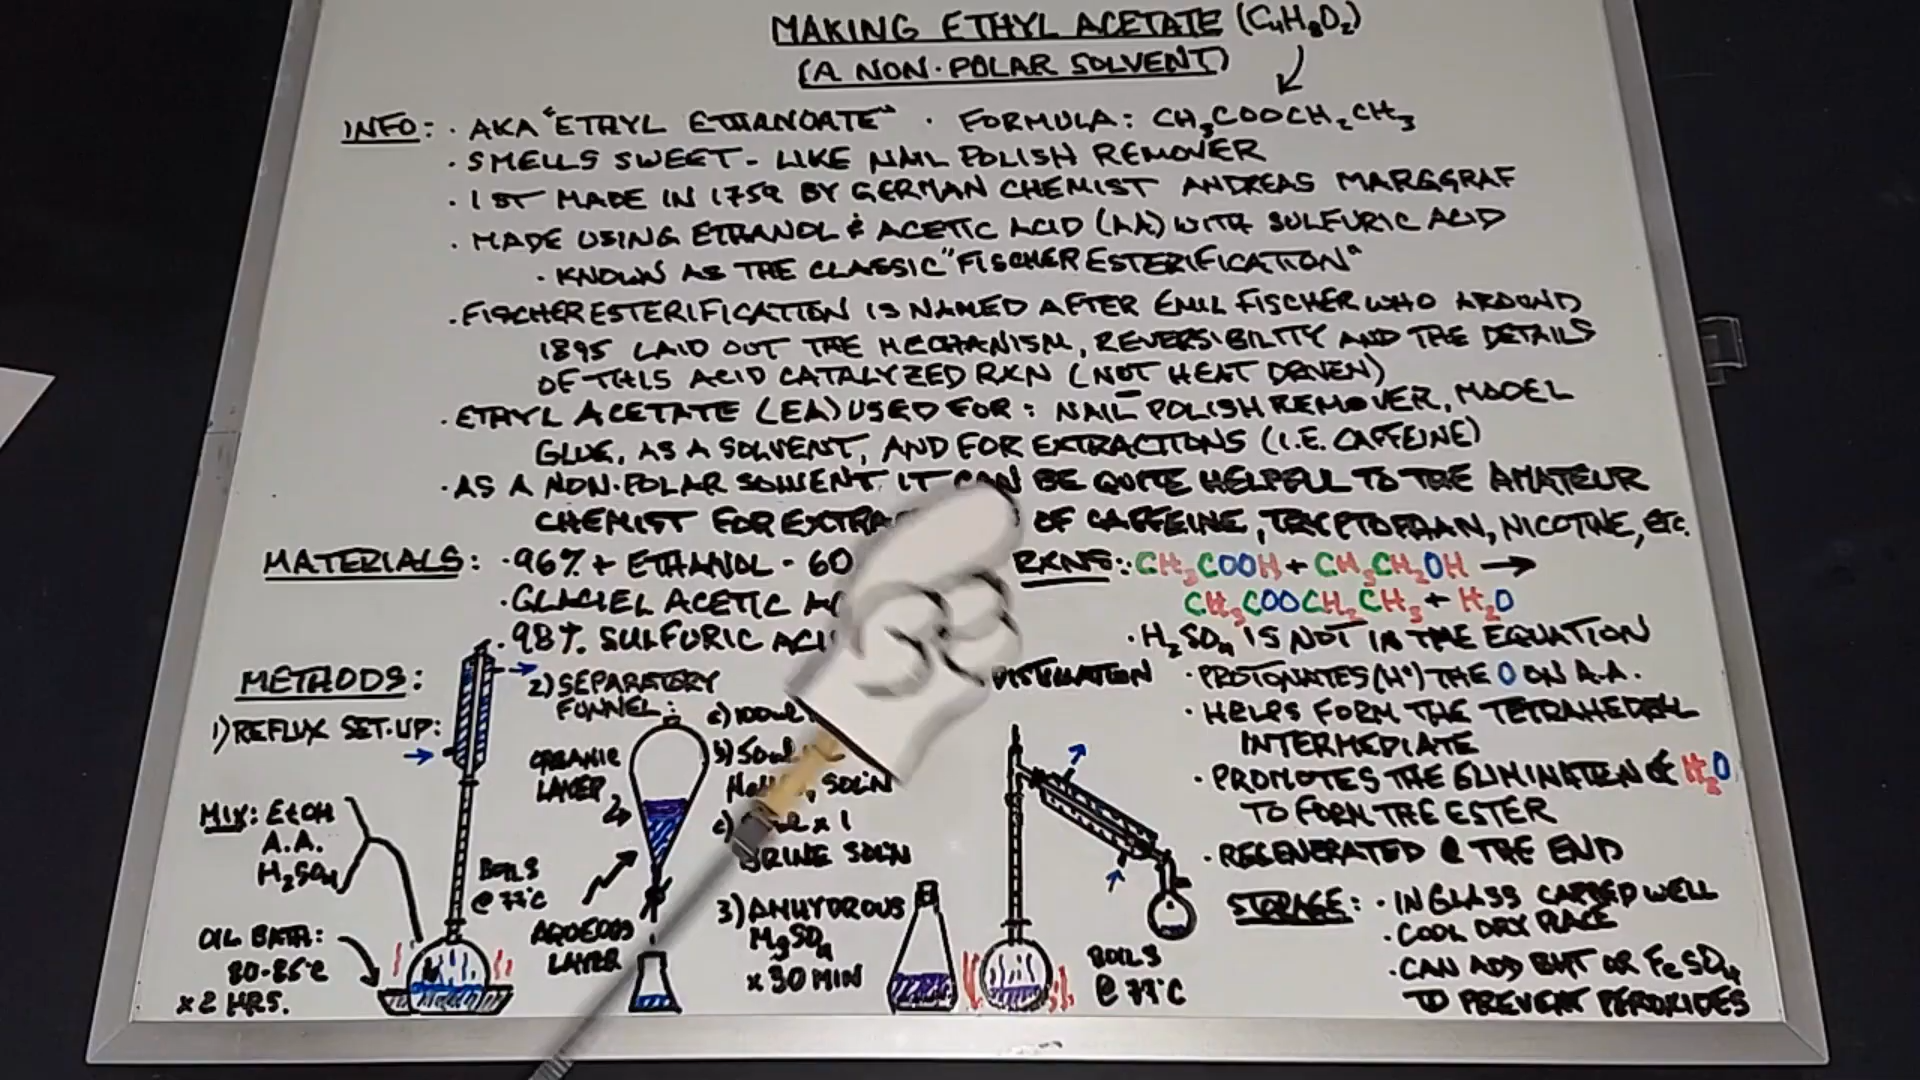 MAKING ETHYL ACETATE (C4H8O2)
(A NON-POLAR SOLVENT)
INFO: · AKA "ETHYL ETHANOATE" · FORMULA: CH3COOCH2CH3
· SMELLS SWEET - LIKE NAIL POLISH REMOVER
· 1ST MADE IN 1759 BY GERMAN CHEMIST ANDREAS MARGGRAF
· MADE USING ETHANOL & ACETIC ACID (AA) WITH SULFURIC ACID
· KNOWN AS THE CLASSIC "FISCHER ESTERIFICATION"
· FISCHER ESTERIFICATION IS NAMED AFTER EMIL FISCHER WHO AROUND
1895 LAID OUT THE MECHANISM, REVERSIBILITY AND THE DETAILS
OF THIS ACID CATALYZED RXN (NOT HEAT DRIVEN)
· ETHYL ACETATE (EA) USED FOR: NAIL POLISH REMOVER, MODEL
GLUE, AS A SOLVENT, AND FOR EXTRACTIONS (I.E. CAFFEINE)
· AS A NON-POLAR SOLVENT, IT CAN BE QUITE HELPFUL TO THE AMATEUR
CHEMIST FOR OF CAFFEINE, TRYPTOPHAN, NICOTINE, ETC.
MATERIALS: · 96% + ETHANOL - 60
· GLACIEL ACETIC
· 98% SULFURIC
RXNS: CH3COOH + CH3CH2OH →
CH3COOCH2CH3 + H2O
· H2SO4 IS NOT IN THE EQUATION
· PROTONATES (H+) THE O ON A.A.
· HELPS FORM THE TETRAHEDRAL
INTERMEDIATE
· PROMOTES THE ELIMINATION OF H2O
TO FORM THE ESTER
· REGENERATED @ THE END
METHODS:
1) REFLUX SET-UP:
MIX: EtOH
A.A.
H2SO4
OIL BATH:
80-85°C
x 2 HRS.
BOILS
@ 77°C
2) SEPARATORY
FUNNEL:
ORGANIC
LAYER
AQUEOUS
LAYER
SOL'N
x 1
BRINE SOL'N
3) ANHYDROUS
MgSO4
x 30 MIN
DISTILLATION
BOILS
@ 77°C
STORAGE: · IN GLASS CAPPED WELL
· COOL DRY PLACE
· CAN ADD BHT OR FeSO4
TO PREVENT PEROXIDES